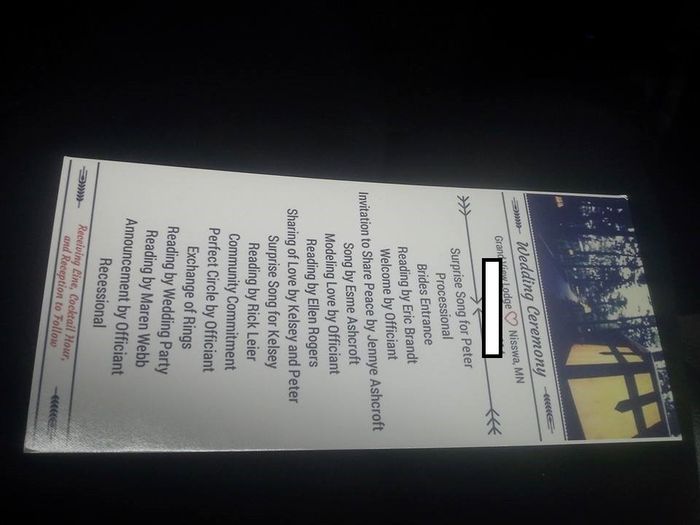 Wedding Ceremony
Grand View Lodge ♡ Nisswa, MN
Surprise Song for Peter
Processional
Brides Entrance
Reading by Eric Brandt
Welcome by Officiant
Invitation to Share Peace by Jennye Ashcroft
Song by Esme Ashcroft
Modeling Love by Officiant
Reading by Ellen Rogers
Sharing of Love by Kelsey and Peter
Surprise Song for Kelsey
Reading by Rick Leier
Community Commitment
Perfect Circle by Officiant
Exchange of Rings
Reading by Wedding Party
Reading by Maren Webb
Announcement by Officiant
Recessional
Receiving Line, Cocktail Hour,
and Reception to Follow